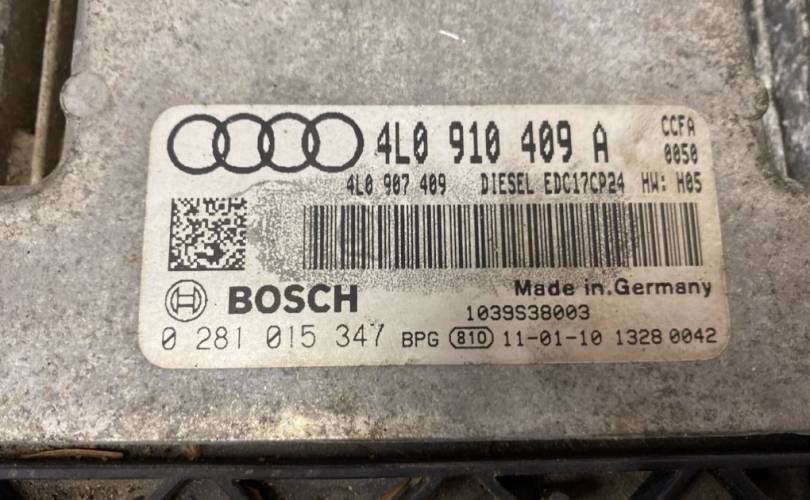 4L0 910 409 A CCFA
0050
4L0 907 409 DIESEL EDC17CP24 HW: H05
Made in.Germany
BOSCH
1039S38003
0 281 015 347 BPG 810 11-01-10 1328 0042